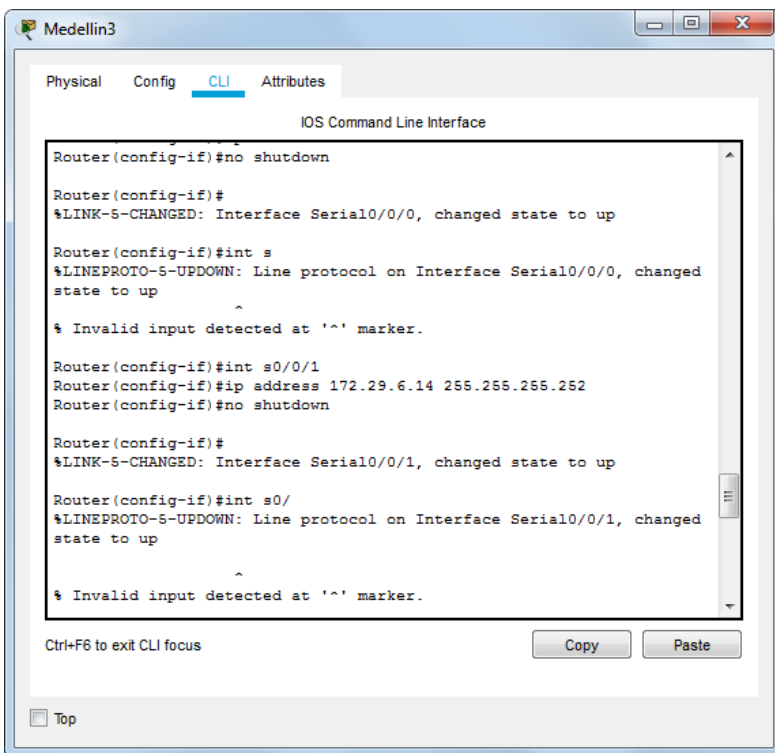 Medellin3
Physical Config CLI Attributes
IOS Command Line Interface
Router(config-if)#no shutdown
Router(config-if)#
%LINK-5-CHANGED: Interface Serial0/0/0, changed state to up
Router(config-if)#int s
%LINEPROTO-5-UPDOWN: Line protocol on Interface Serial0/0/0, changed
state to up
^
% Invalid input detected at '^' marker.
Router(config-if)#int s0/0/1
Router(config-if)#ip address 172.29.6.14 255.255.255.252
Router(config-if)#no shutdown
Router(config-if)#
%LINK-5-CHANGED: Interface Serial0/0/1, changed state to up
Router(config-if)#int s0/
%LINEPROTO-5-UPDOWN: Line protocol on Interface Serial0/0/1, changed
state to up
^
% Invalid input detected at '^' marker.
Ctrl+F6 to exit CLI focus
Copy Paste
Top